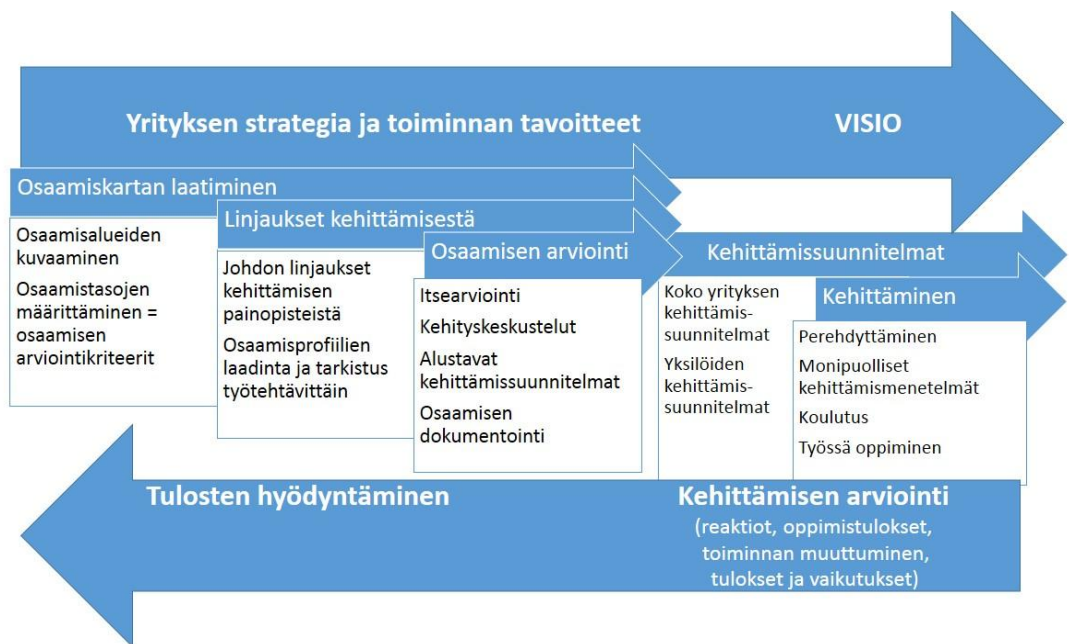 Yrityksen strategia ja toiminnan tavoitteet
VISIO
Osaamiskartan laatiminen
Osaamisalueiden
kuvaaminen
Osaamistasojen
määrittäminen =
osaamisen
arviointikriteerit
Linjaukset kehittämisestä
Johdon linjaukset
kehittämisen
painopisteistä
Osaamisprofiilien
laadinta ja tarkistus
työtehtävittäin
Osaamisen arviointi
Itsearviointi
Kehityskeskustelut
Alustavat
kehittämissuunnitelmat
Osaamisen
dokumentointi
Kehittämissuunnitelmat
Koko yrityksen
kehittämis-
suunnitelmat
Yksilöiden
kehittämis-
suunnitelmat
Kehittäminen
Perehdyttäminen
Monipuolliset
kehittämismenetelmät
Koulutus
Työssä oppiminen
Tulosten hyödyntäminen
Kehittämisen arviointi
(reaktiot, oppimistulokset,
toiminnan muuttuminen,
tulokset ja vaikutukset)